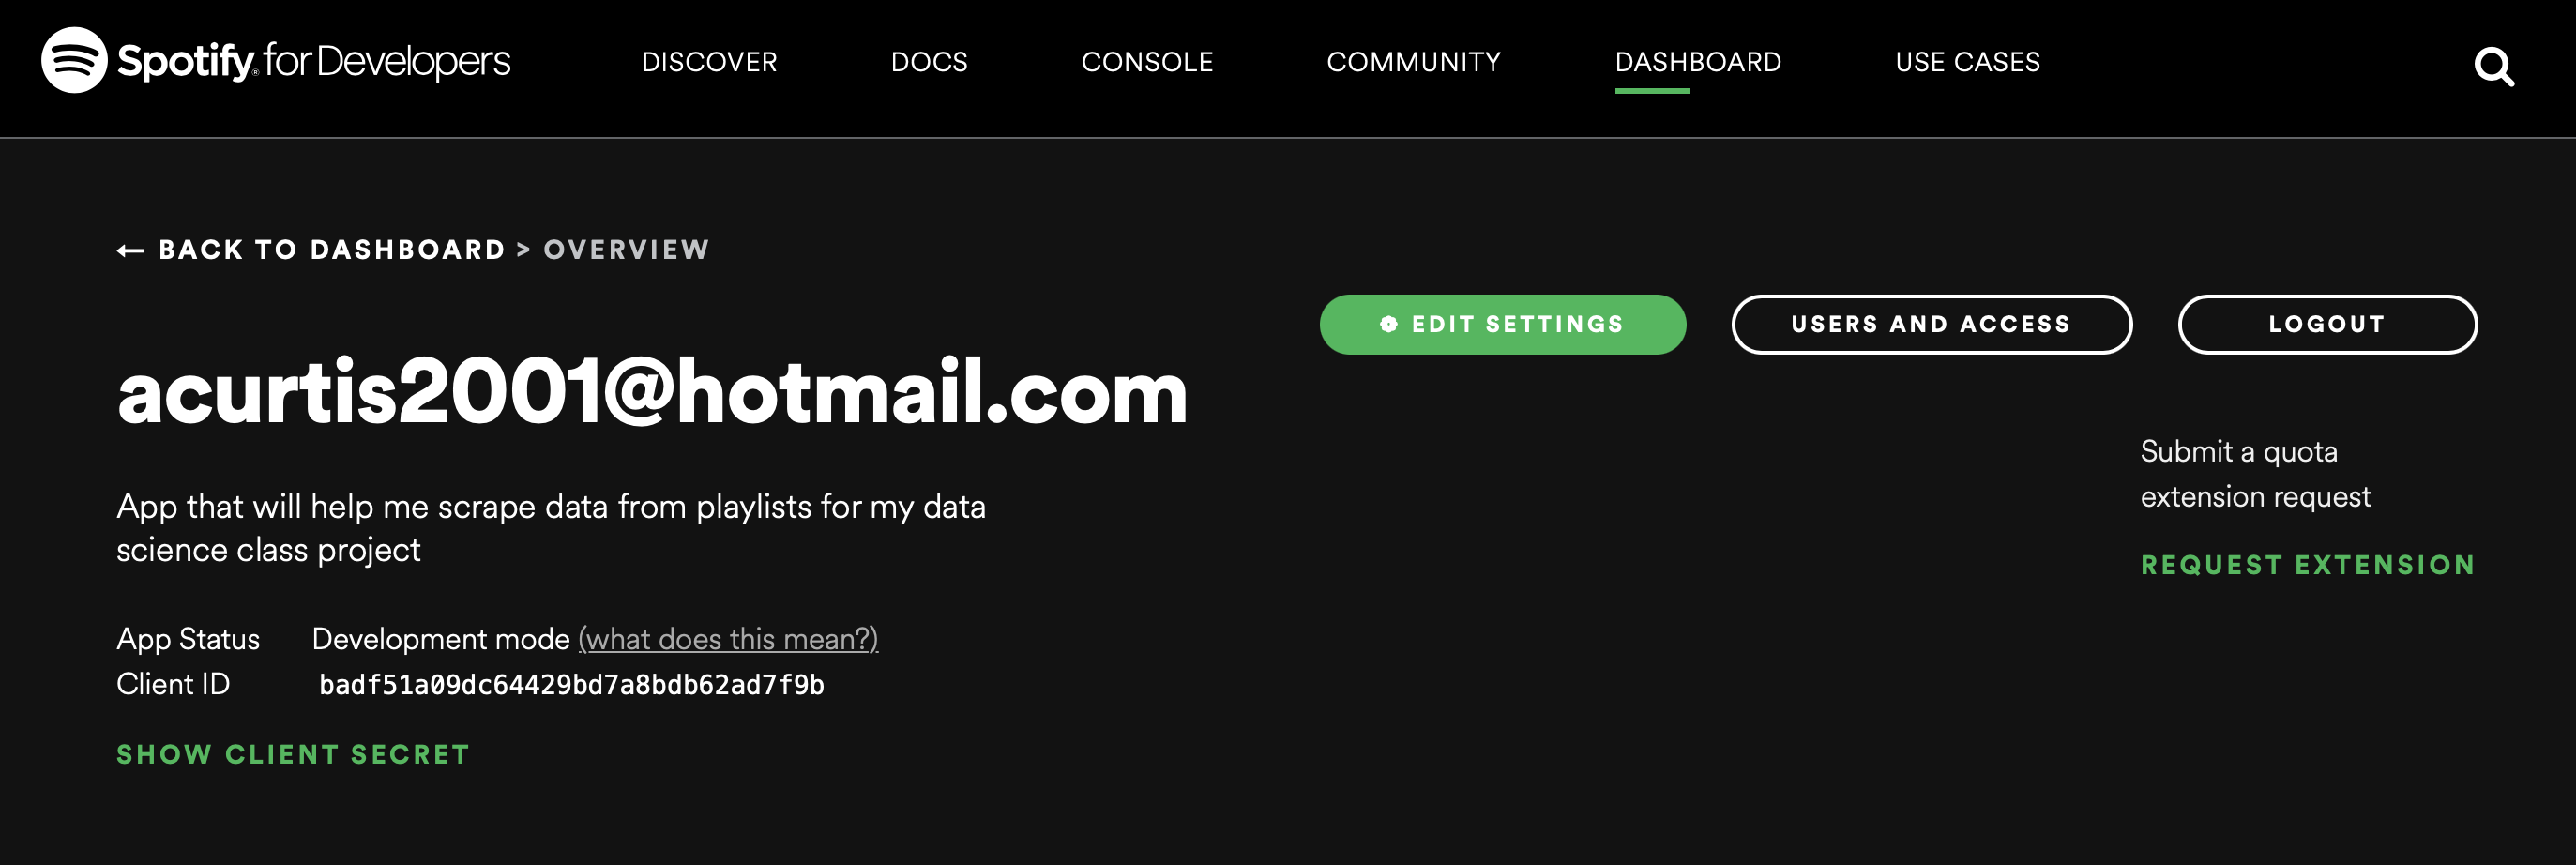 Spotify® for Developers DISCOVER DOCS CONSOLE COMMUNITY DASHBOARD USE CASES
← BACK TO DASHBOARD > OVERVIEW
EDIT SETTINGS USERS AND ACCESS LOGOUT
acurtis2001@hotmail.com
Submit a quota
extension request
REQUEST EXTENSION
App that will help me scrape data from playlists for my data
science class project
App Status Development mode (what does this mean?)
Client ID badf51a09dc64429bd7a8bdb62ad7f9b
SHOW CLIENT SECRET